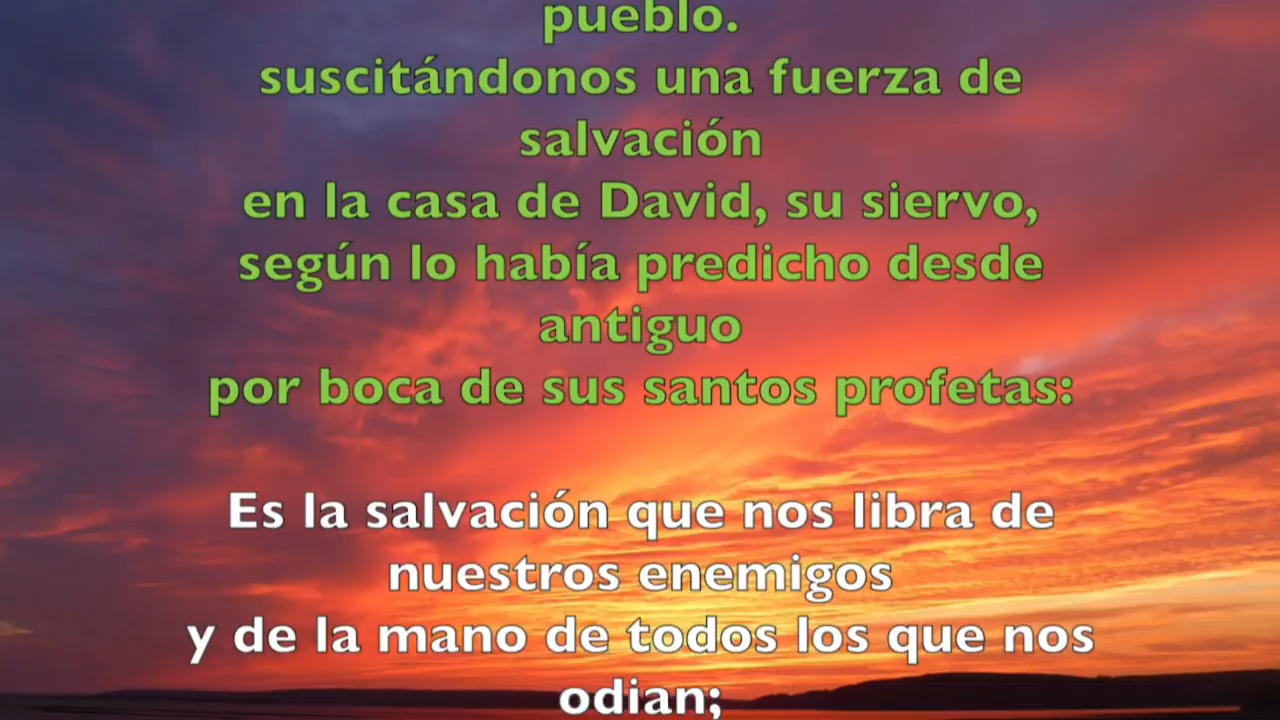 pueblo.
suscitándonos una fuerza de
salvación
en la casa de David, su siervo,
según lo había predicho desde
antiguo
por boca de sus santos profetas:
Es la salvación que nos libra de
nuestros enemigos
y de la mano de todos los que nos
odian;